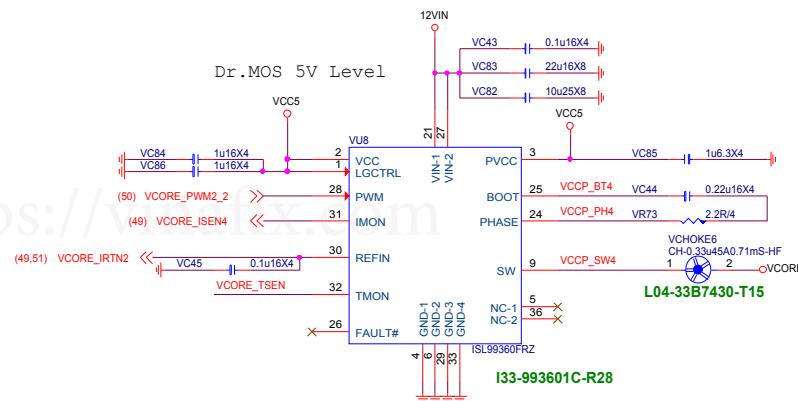 12VIN
VC43 0.1u16X4
Dr.MOS 5V Level
VC83 22u16X8
VC82 10u25X8
VCC5
VCC5
21 27
VU8
VIN-1 VIN-2
VC84 1u16X4
VC86 1u16X4
2 VCC
1 LGCTRL
PVCC 3
VC85 1u6.3X4
(50) VCORE_PWM2_2
28 PWM
BOOT 25 VCCP_BT4
VC44 0.22u16X4
(49) VCORE_ISEN4
31 IMON
PHASE 24 VCCP_PH4
VR73 2.2R/4
VCHOKE6
CH-0.33u45A0.71mS-HF
(49,51) VCORE_IRTN2
30 REFIN
VC45 0.1u16X4
SW 9 VCCP_SW4
1 2
VCORE
L04-33B7430-T15
VCORE_TSEN
32 TMON
NC-1 5
NC-2 36
26 FAULT#
GND-1 GND-2 GND-3 GND-4
4 6 29 33
ISL99360FRZ
I33-993601C-R28